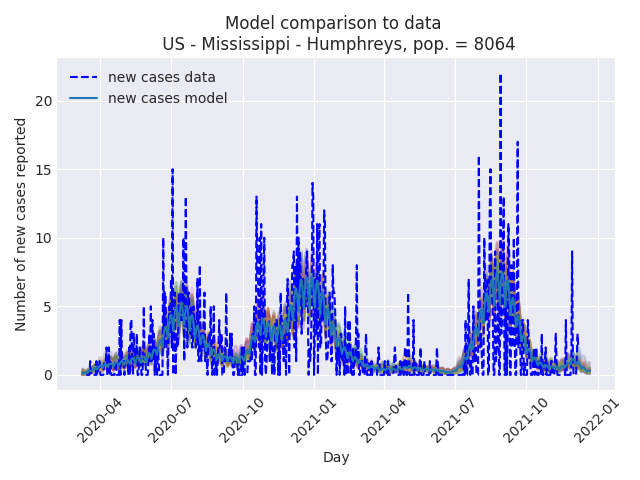 Model comparison to data
US - Mississippi - Humphreys, pop. = 8064
new cases data
new cases model
Number of new cases reported
20
15
10
5
0
2020-04
2020-07
2020-10
2021-01
2021-04
2021-07
2021-10
2022-01
Day